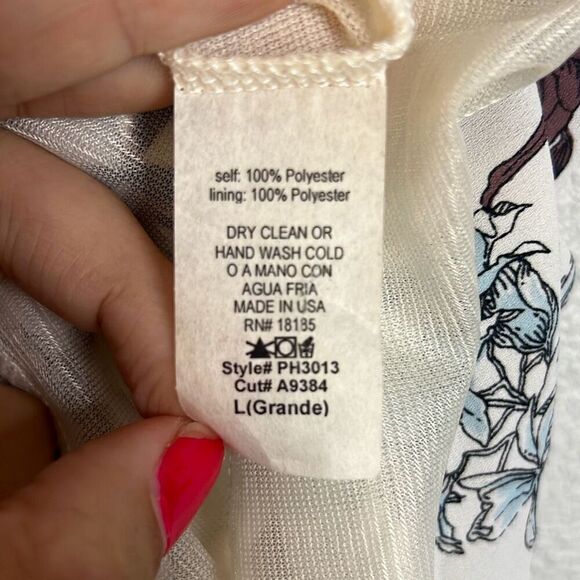 self: 100% Polyester
lining: 100% Polyester
DRY CLEAN OR
HAND WASH COLD
O A MANO CON
AGUA FRIA
MADE IN USA
RN# 18185
Style# PH3013
Cut# A9384
L(Grande)